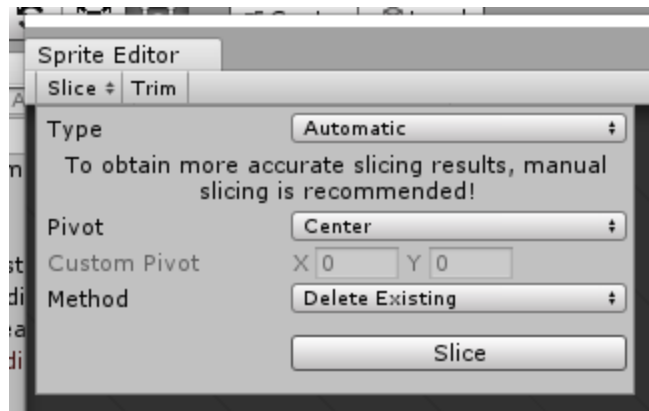 Sprite Editor
Slice Trim
Type Automatic
To obtain more accurate slicing results, manual
slicing is recommended!
Pivot Center
Custom Pivot X 0 Y 0
Method Delete Existing
Slice